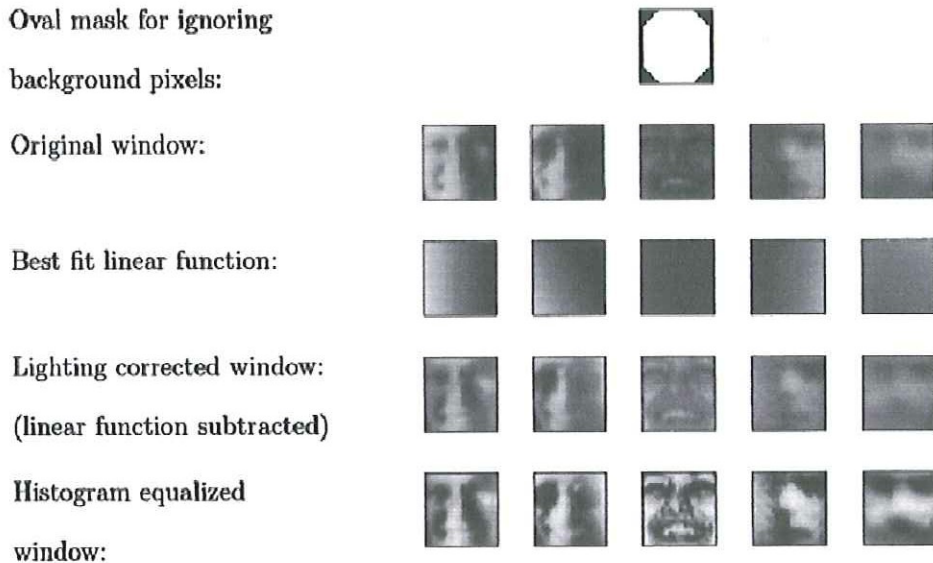 Oval mask for ignoring
background pixels:
Original window:
Best fit linear function:
Lighting corrected window:
(linear function subtracted)
Histogram equalized
window: